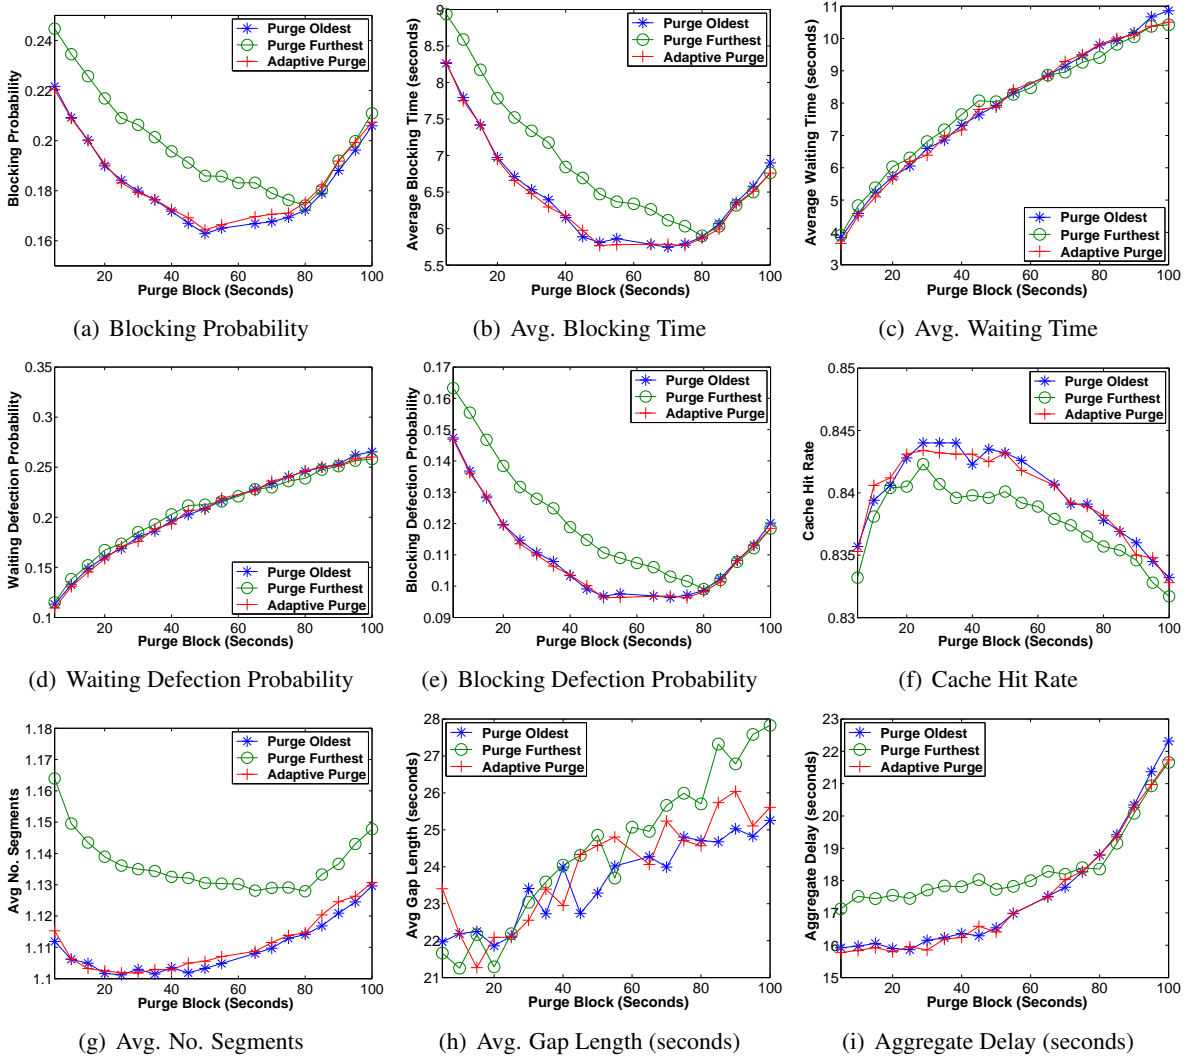 0.24
0.22
0.2
0.18
0.16
20
40
60
80
100
Blocking Probability
Purge Block (Seconds)
Purge Oldest
Purge Furthest
Adaptive Purge
(a) Blocking Probability
9
8.5
8
7.5
7
6.5
6
5.5
20
40
60
80
100
Average Blocking Time (seconds)
Purge Block (Seconds)
Purge Oldest
Purge Furthest
Adaptive Purge
(b) Avg. Blocking Time
11
10
9
8
7
6
5
4
3
20
40
60
80
100
Average Waiting Time (seconds)
Purge Block (Seconds)
Purge Oldest
Purge Furthest
Adaptive Purge
(c) Avg. Waiting Time
0.35
0.3
0.25
0.2
0.15
0.1
20
40
60
80
100
Waiting Defection Probability
Purge Block (Seconds)
Purge Oldest
Purge Furthest
Adaptive Purge
(d) Waiting Defection Probability
0.17
0.16
0.15
0.14
0.13
0.12
0.11
0.1
0.09
20
40
60
80
100
Blocking Defection Probability
Purge Block (Seconds)
Purge Oldest
Purge Furthest
Adaptive Purge
(e) Blocking Defection Probability
0.85
0.845
0.84
0.835
0.83
20
40
60
80
100
Cache Hit Rate
Purge Block (Seconds)
Purge Oldest
Purge Furthest
Adaptive Purge
(f) Cache Hit Rate
1.18
1.17
1.16
1.15
1.14
1.13
1.12
1.11
1.1
20
40
60
80
100
Avg No. Segments
Purge Block (Seconds)
Purge Oldest
Purge Furthest
Adaptive Purge
(g) Avg. No. Segments
28
27
26
25
24
23
22
21
20
40
60
80
100
Avg Gap Length (seconds)
Purge Block (Seconds)
Purge Oldest
Purge Furthest
Adaptive Purge
(h) Avg. Gap Length (seconds)
23
22
21
20
19
18
17
16
15
20
40
60
80
100
Aggregate Delay (seconds)
Purge Block (Seconds)
Purge Oldest
Purge Furthest
Adaptive Purge
(i) Aggregate Delay (seconds)